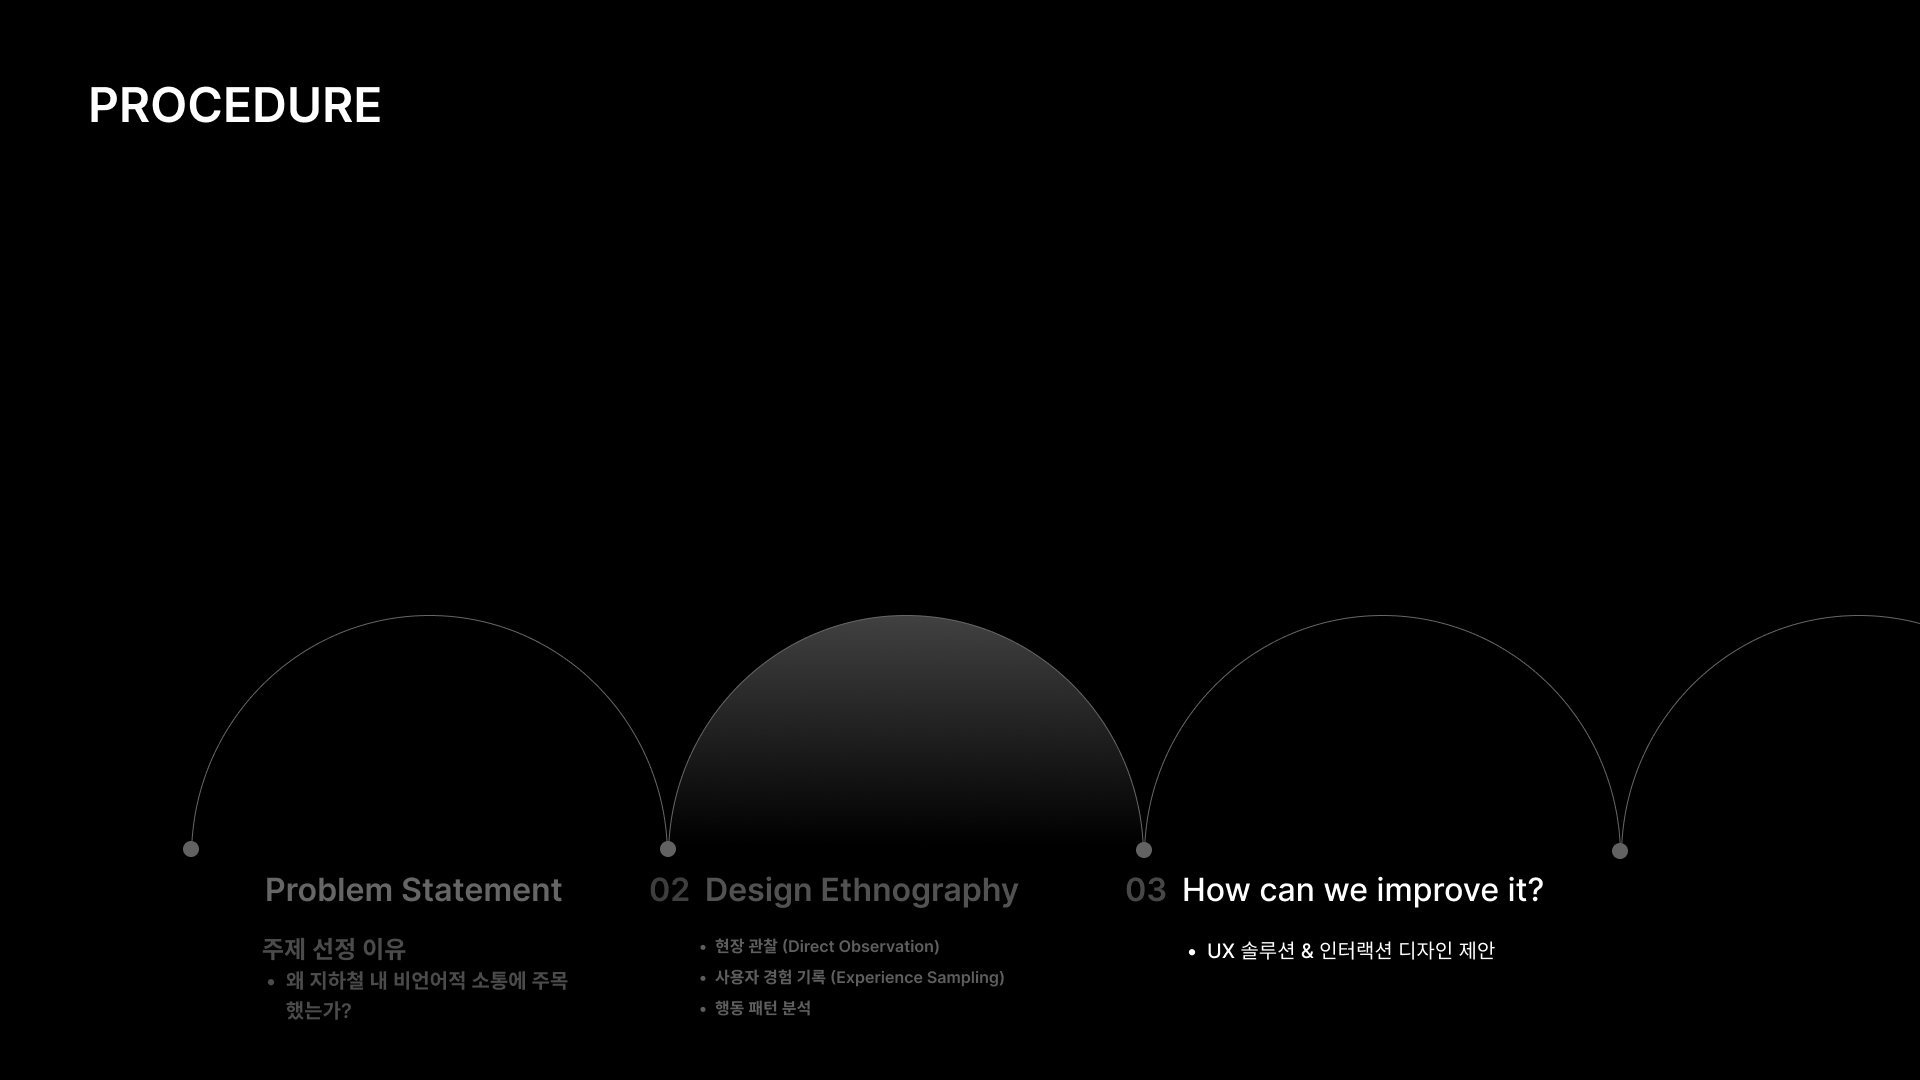 PROCEDURE
Problem Statement
주제 선정 이유
• 왜 지하철 내 비언어적 소통에 주목
했는가?
02 Design Ethnography
• 현장 관찰 (Direct Observation)
• 사용자 경험 기록 (Experience Sampling)
• 행동 패턴 분석
03 How can we improve it?
• UX 솔루션 & 인터랙션 디자인 제안